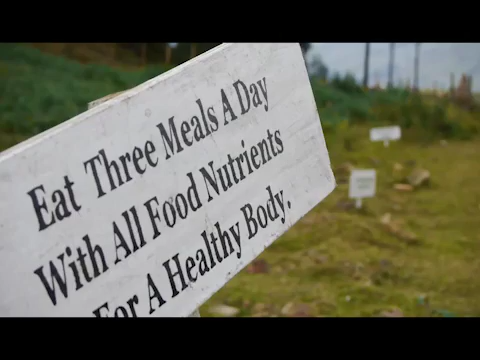 Eat Three Meals A Day
With All Food Nutrients
For A Healthy Body.